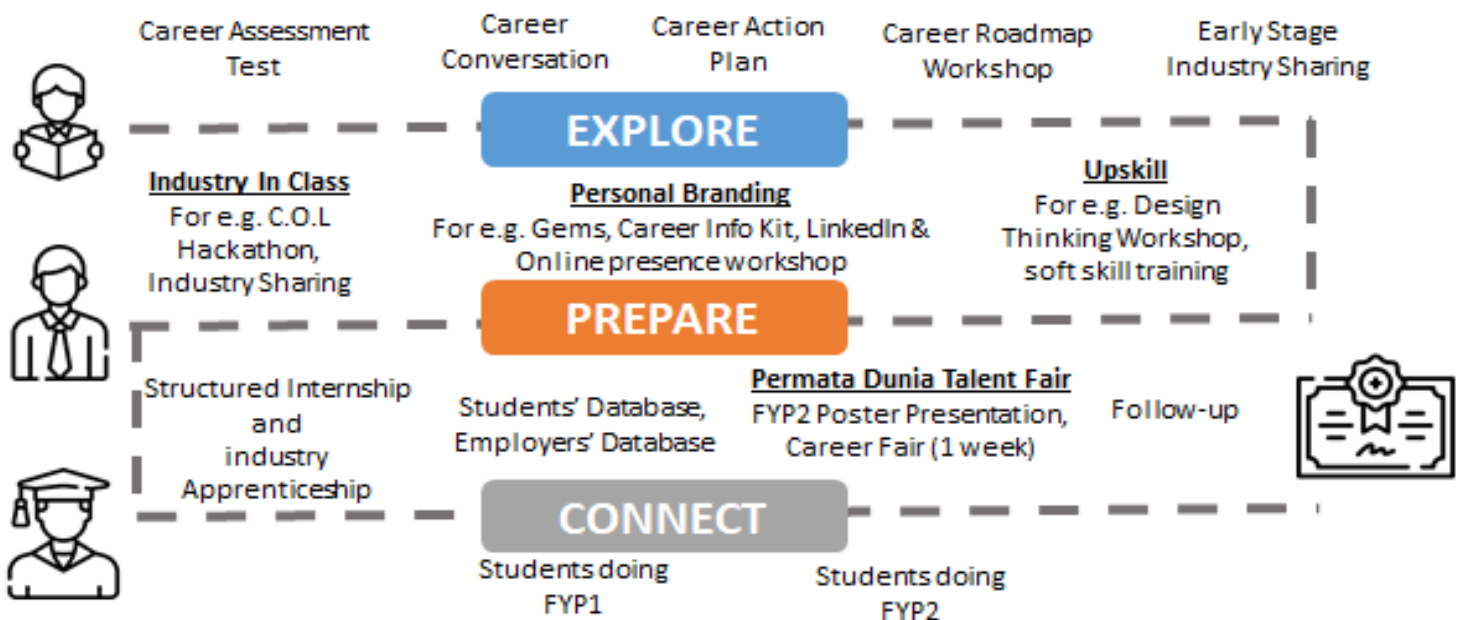 Career Assessment
Test
Career
Conversation
Career Action
Plan
Career Roadmap
Workshop
Early Stage
Industry Sharing
EXPLORE
Industry In Class
For e.g. C.O.L
Hackathon,
Industry Sharing
Personal Branding
For e.g. Gems, Career Info Kit, LinkedIn &
Online presence workshop
Upskill
For e.g. Design
Thinking Workshop,
soft skill training
PREPARE
Structured Internship
and
industry
Apprenticeship
Students' Database,
Employers' Database
Permata Dunia Talent Fair
FYP2 Poster Presentation,
Career Fair (1 week)
Follow-up
CONNECT
Students doing
FYP1
Students doing
FYP2